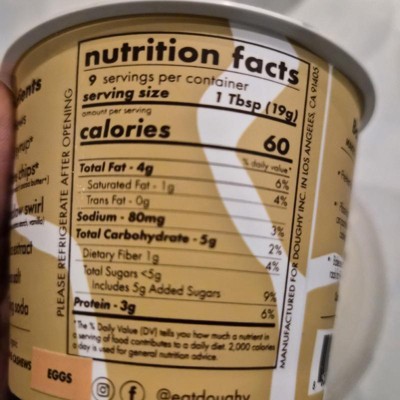 nutrition facts
9 servings per container
serving size 1 Tbsp (19g)
amount per serving
calories 60
% daily value*
Total Fat - 4g 6%
Saturated Fat - 1g 4%
Trans Fat - 0g
Sodium - 80mg 3%
Total Carbohydrate - 5g 2%
Dietary Fiber 1g 4%
Total Sugars <5g
Includes 5g Added Sugars 9%
Protein - 3g 6%
*The % Daily Value (DV) tells you how much a nutrient in
a serving of food contributes to a daily diet. 2,000 calories
a day is used for general nutrition advice.
PLEASE REFRIGERATE AFTER OPENING
MANUFACTURED FOR DOUGHY INC. IN LOS ANGELES, CA 91405
EGGS
@eatdoughy